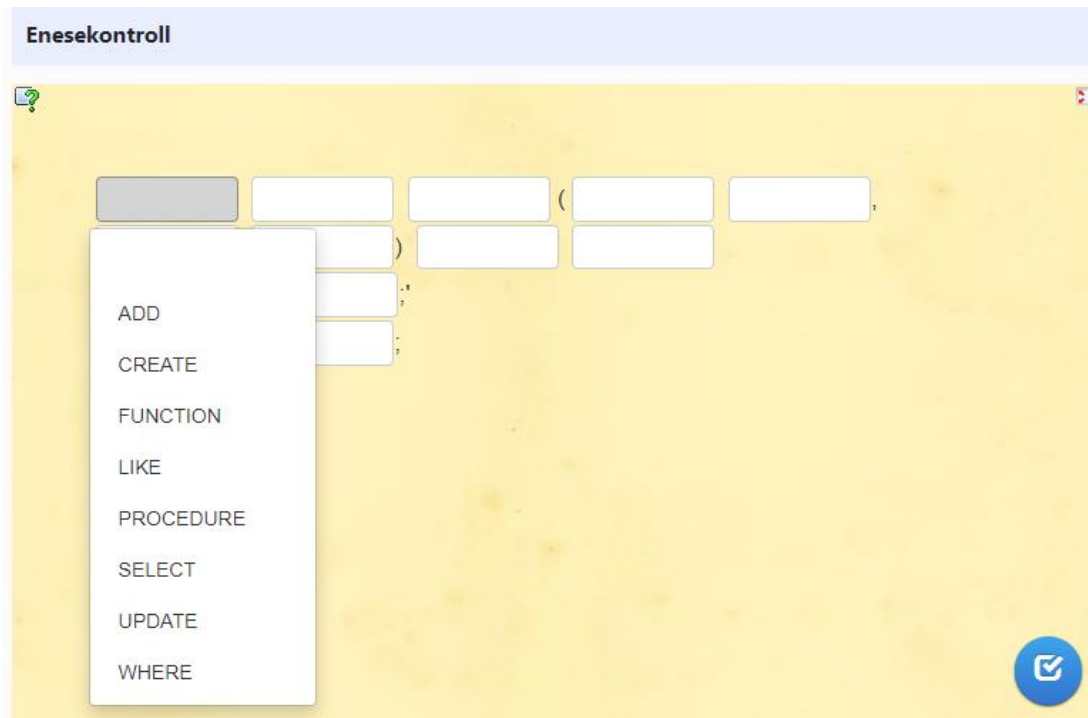 Enesekontroll
( ,
)
;'
;
ADD
CREATE
FUNCTION
LIKE
PROCEDURE
SELECT
UPDATE
WHERE